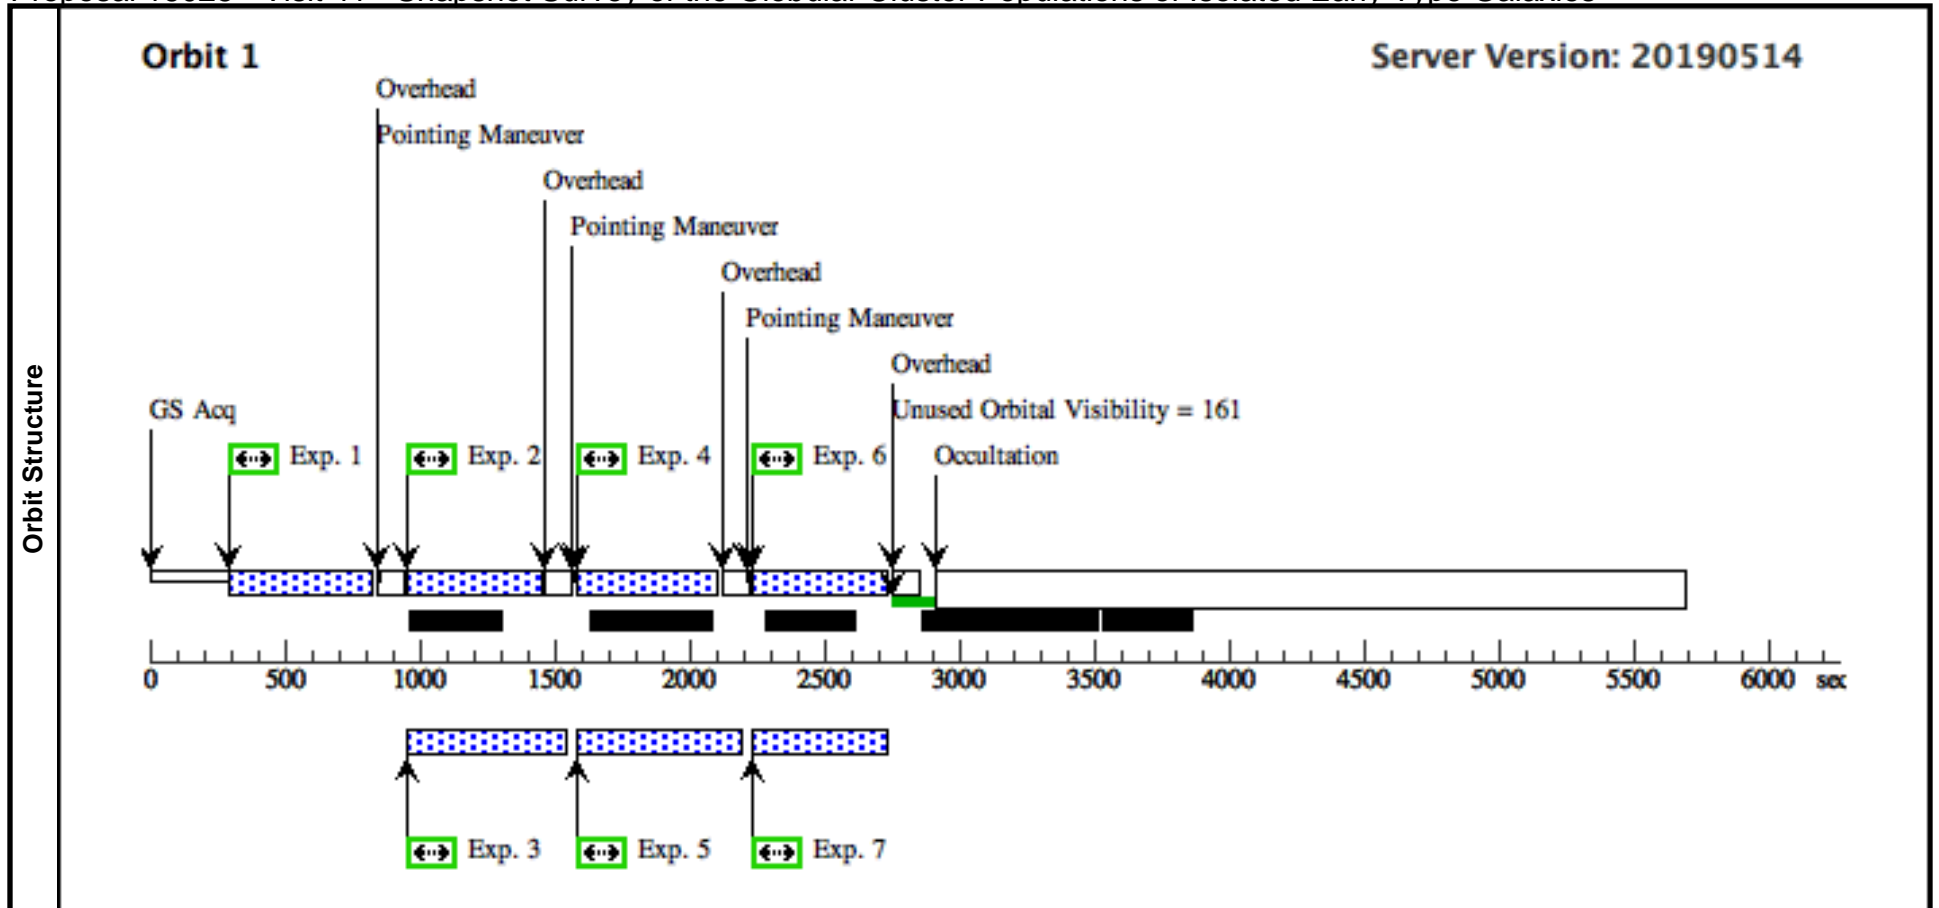 Orbit 1
Server Version: 20190514
Overhead
Pointing Maneuver
Overhead
Pointing Maneuver
Overhead
Pointing Maneuver
Overhead
GS Acq
Unused Orbital Visibility = 161
Exp. 1
Exp. 2
Exp. 4
Exp. 6
Occultation
Orbit Structure
0 500 1000 1500 2000 2500 3000 3500 4000 4500 5000 5500 6000 sec
Exp. 3
Exp. 5
Exp. 7